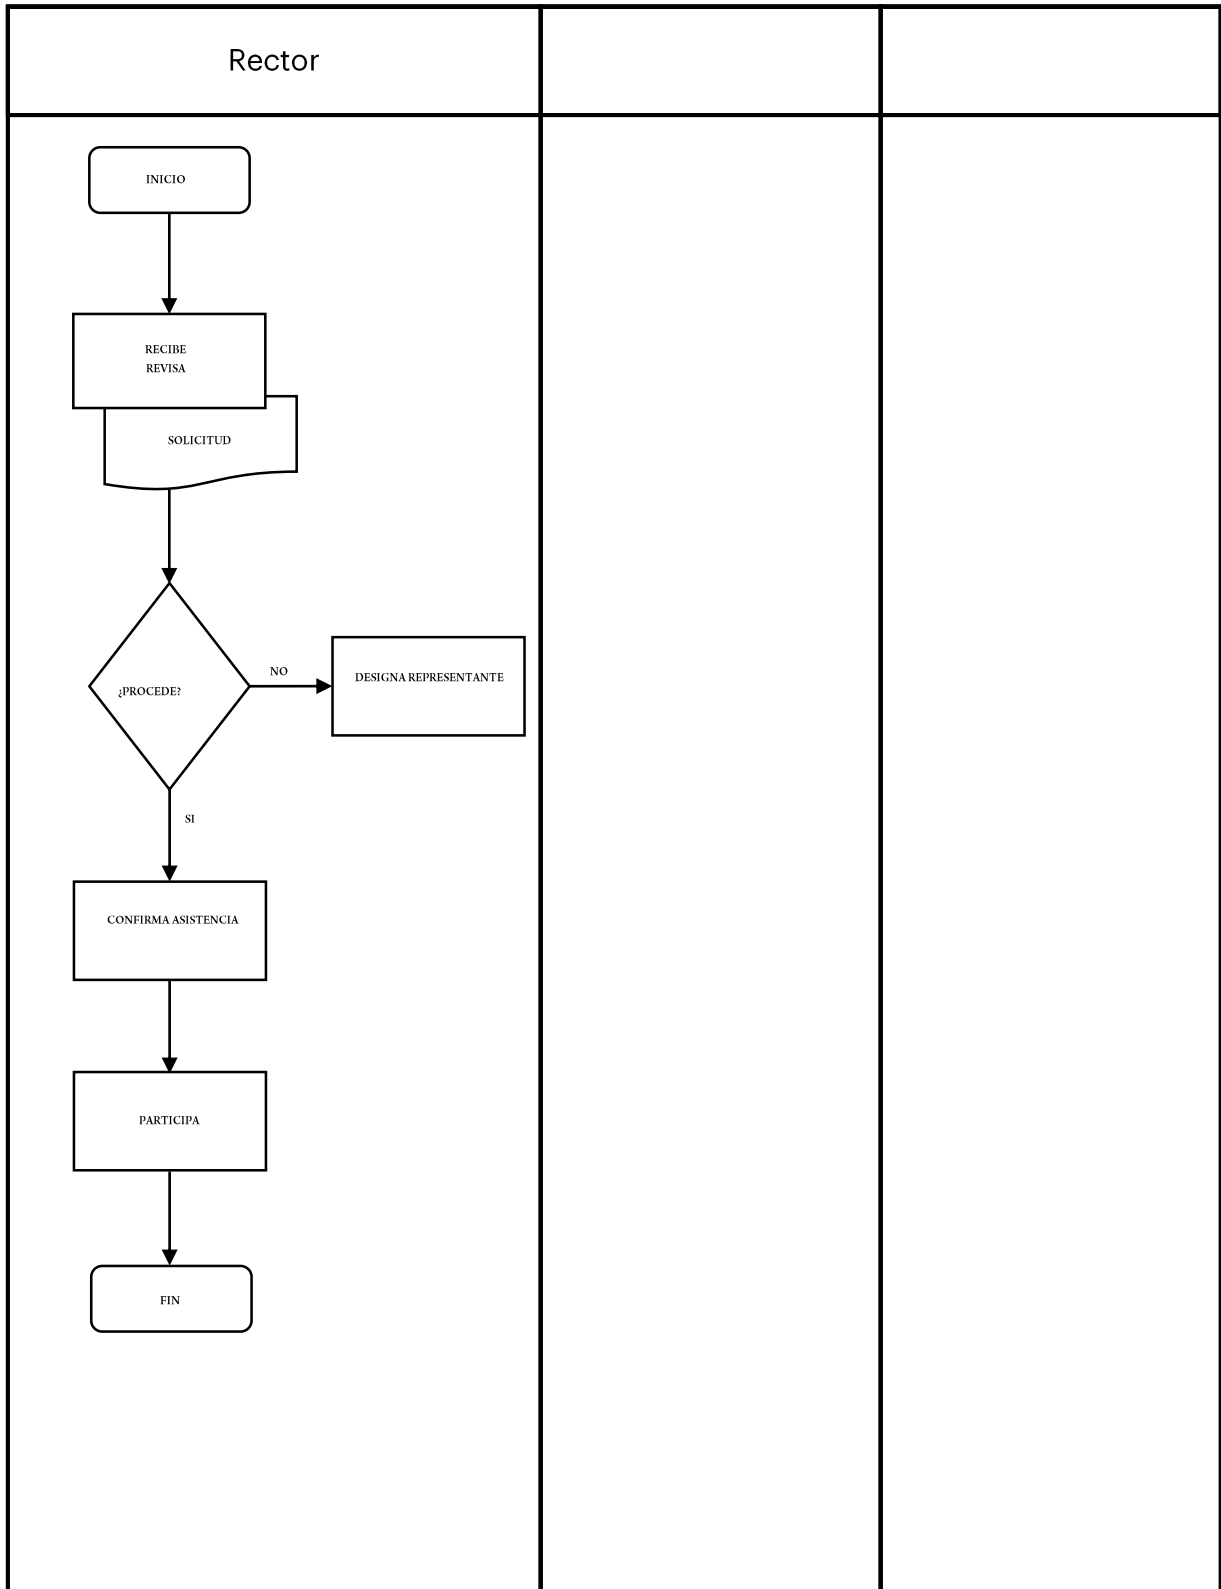 Rector
INICIO
RECIBE
REVISA
SOLICITUD
¿PROCEDE?
NO
DESIGNA REPRESENTANTE
SI
CONFIRMA ASISTENCIA
PARTICIPA
FIN